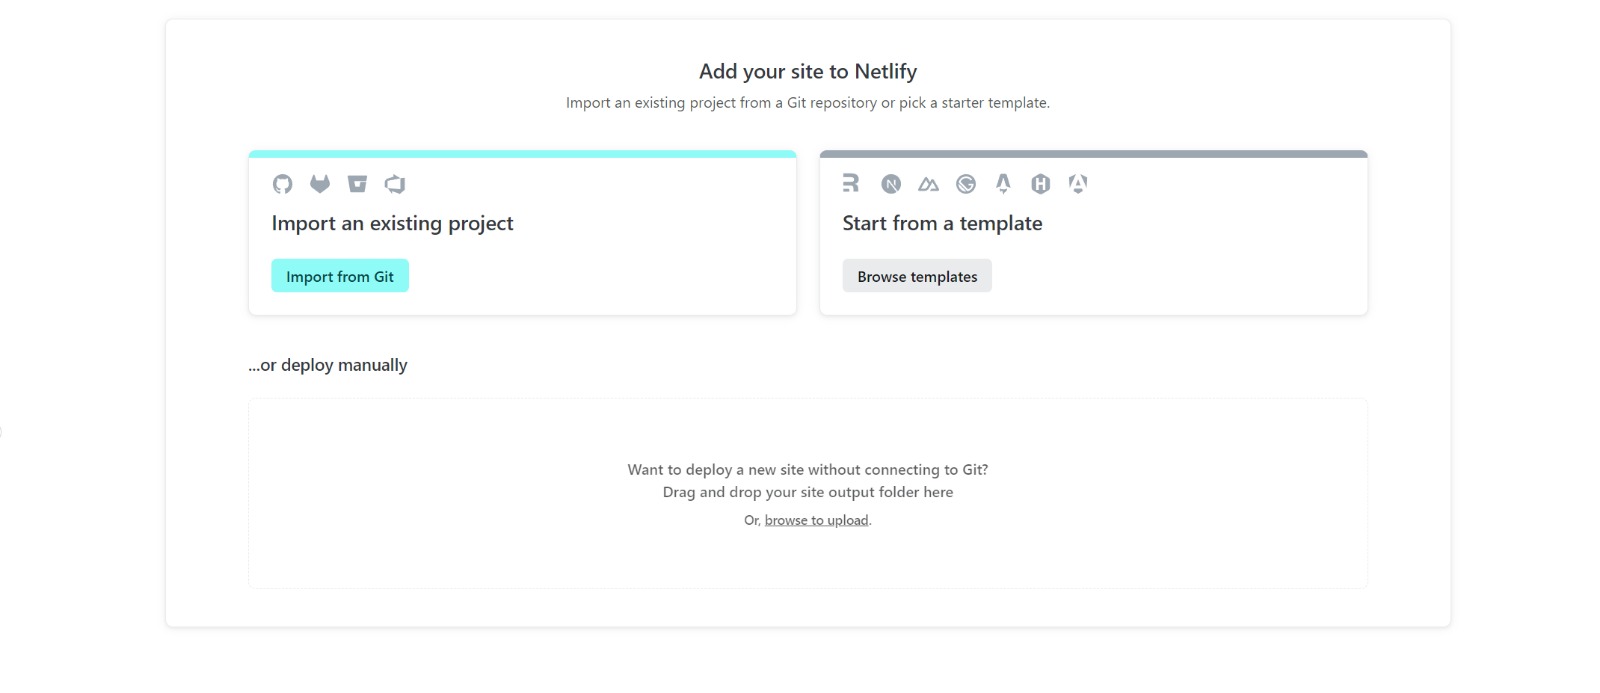 Add your site to Netlify
Import an existing project from a Git repository or pick a starter template.
Import an existing project
Import from Git
Start from a template
Browse templates
...or deploy manually
Want to deploy a new site without connecting to Git?
Drag and drop your site output folder here
Or, browse to upload.